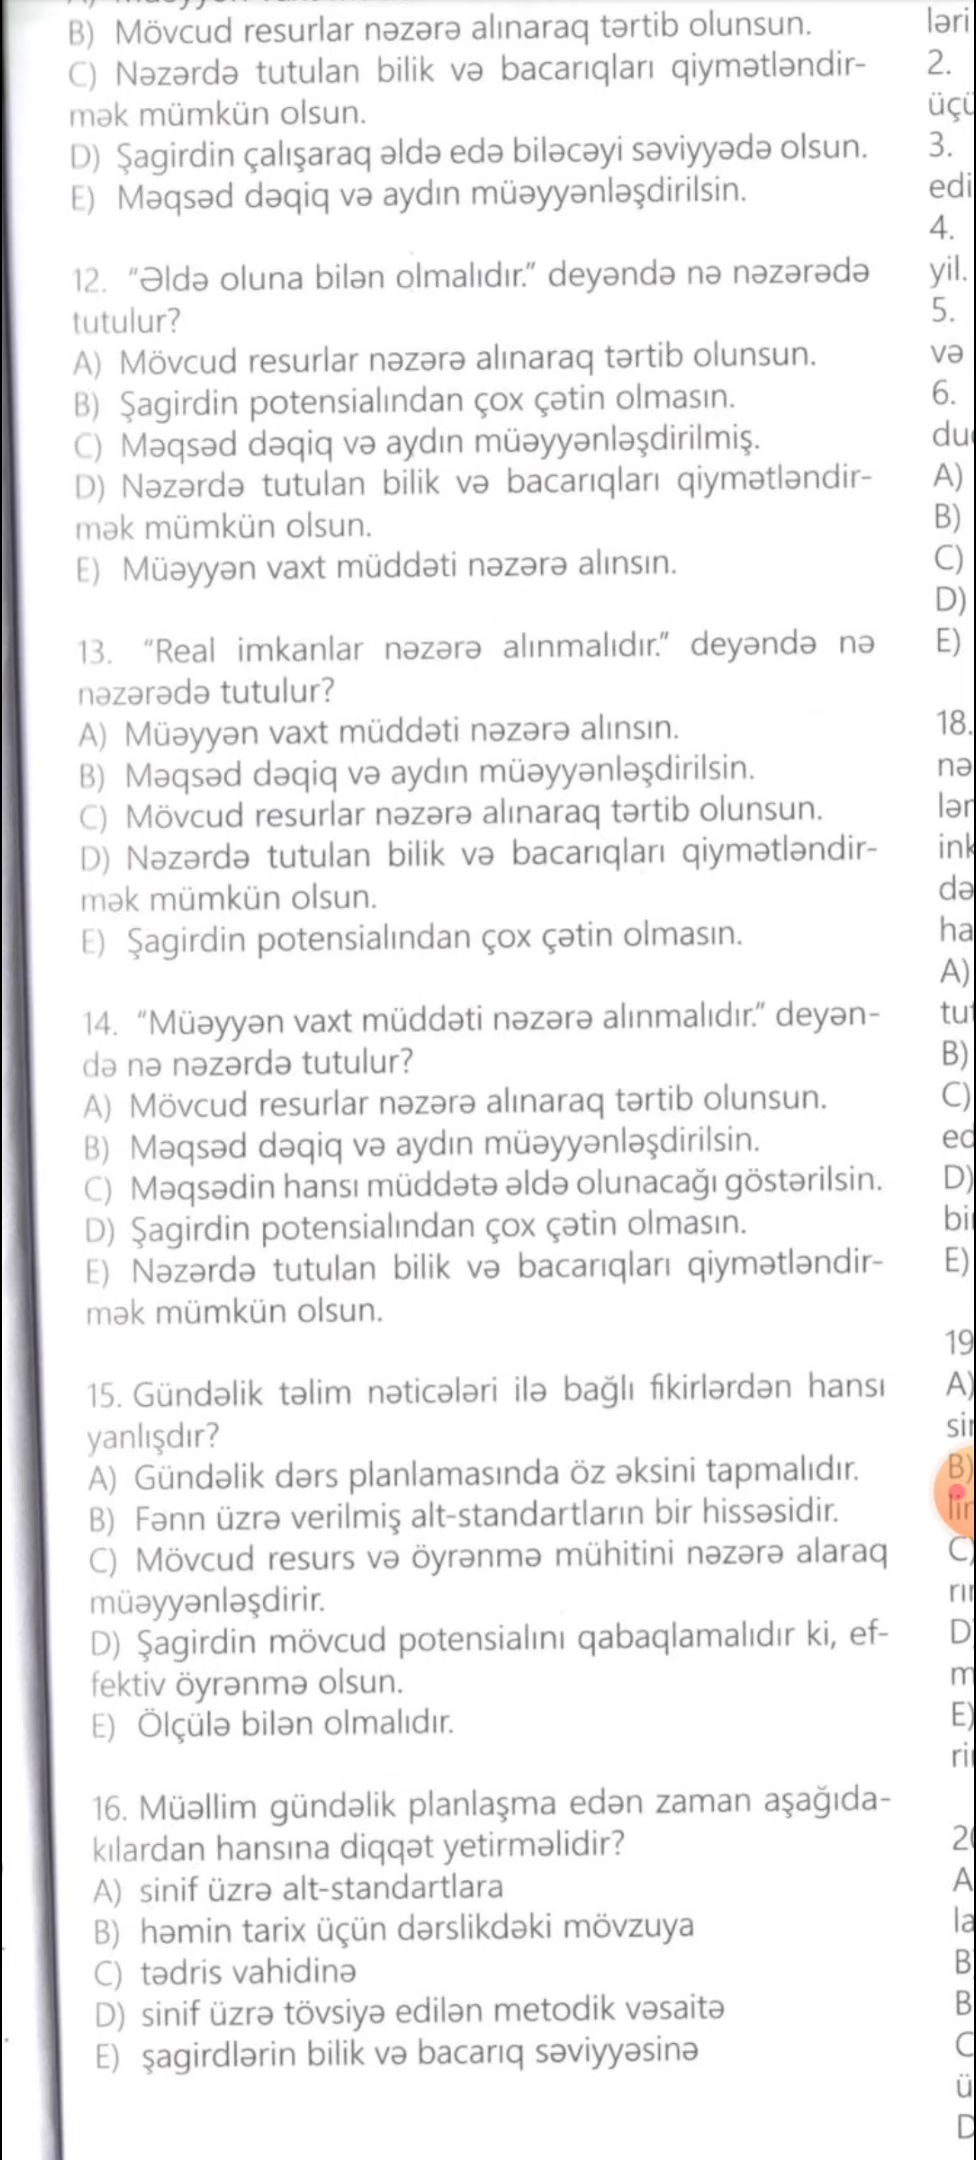 B) Mövcud resurlar nəzərə alınaraq tərtib olunsun.
C) Nəzərdə tutulan bilik və bacarıqları qiymətləndir-
mək mümkün olsun.
D) Şagirdin çalışaraq əldə edə biləcəyi səviyyədə olsun.
E) Məqsəd dəqiq və aydın müəyyənləşdirilsin.
12. “Əldə oluna bilən olmalıdır.” deyəndə nə nəzərədə
tutulur?
A) Mövcud resurlar nəzərə alınaraq tərtib olunsun.
B) Şagirdin potensialından çox çətin olmasın.
C) Məqsəd dəqiq və aydın müəyyənləşdirilmiş.
D) Nəzərdə tutulan bilik və bacarıqları qiymətləndir-
mək mümkün olsun.
E) Müəyyən vaxt müddəti nəzərə alınsın.
13. “Real imkanlar nəzərə alınmalıdır.” deyəndə nə
nəzərədə tutulur?
A) Müəyyən vaxt müddəti nəzərə alınsın.
B) Məqsəd dəqiq və aydın müəyyənləşdirilsin.
C) Mövcud resurlar nəzərə alınaraq tərtib olunsun.
D) Nəzərdə tutulan bilik və bacarıqları qiymətləndir-
mək mümkün olsun.
E) Şagirdin potensialından çox çətin olmasın.
14. “Müəyyən vaxt müddəti nəzərə alınmalıdır.” deyən-
də nə nəzərdə tutulur?
A) Mövcud resurlar nəzərə alınaraq tərtib olunsun.
B) Məqsəd dəqiq və aydın müəyyənləşdirilsin.
C) Məqsədin hansı müddətə əldə olunacağı göstərilsin.
D) Şagirdin potensialından çox çətin olmasın.
E) Nəzərdə tutulan bilik və bacarıqları qiymətləndir-
mək mümkün olsun.
15. Gündəlik təlim nəticələri ilə bağlı fikirlərdən hansı
yanlışdır?
A) Gündəlik dərs planlamasında öz əksini tapmalıdır.
B) Fənn üzrə verilmiş alt-standartların bir hissəsidir.
C) Mövcud resurs və öyrənmə mühitini nəzərə alaraq
müəyyənləşdirir.
D) Şagirdin mövcud potensialını qabaqlamalıdır ki, ef-
fektiv öyrənmə olsun.
E) Ölçülə bilən olmalıdır.
16. Müəllim gündəlik planlaşma edən zaman aşağıda-
kılardan hansına diqqət yetirməlidir?
A) sinif üzrə alt-standartlara
B) həmin tarix üçün dərslikdəki mövzuya
C) tədris vahidinə
D) sinif üzrə tövsiyə edilən metodik vəsaitə
E) şagirdlərin bilik və bacarıq səviyyəsinə
ləri
2.
3.
4.
yil.
5.
və
6.
A)
B)
C)
D)
E)
18.
A)
B)
C)
D)
E)
19
A)